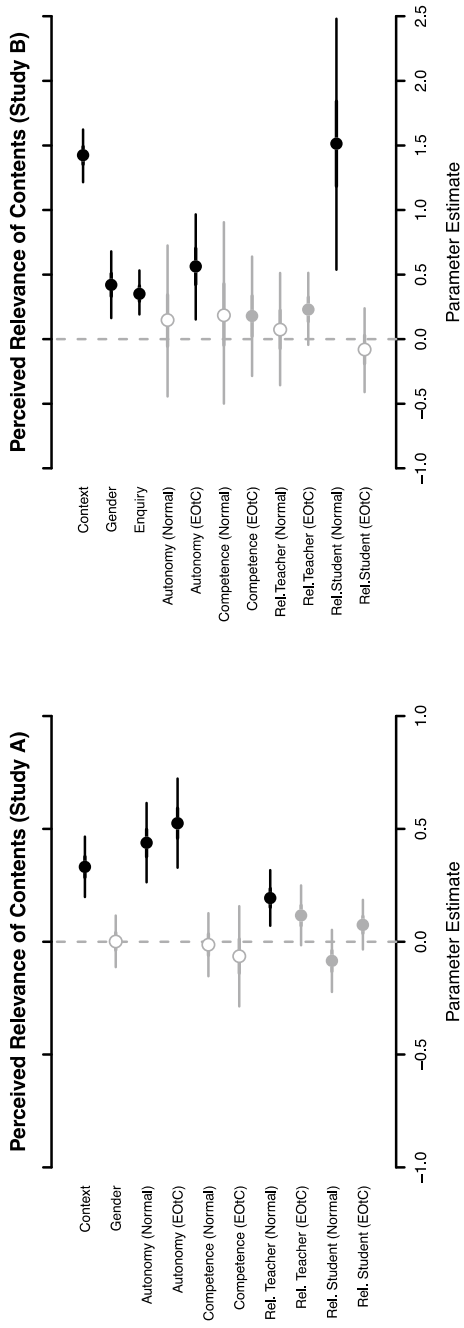 Perceived Relevance of Contents (Study A)
Context
Gender
Autonomy (Normal)
Autonomy (EOtC)
Competence (Normal)
Competence (EOtC)
Rel. Teacher (Normal)
Rel. Teacher (EOtC)
Rel. Student (Normal)
Rel. Student (EOtC)
-1.0 -0.5 0.0 0.5 1.0
Parameter Estimate
Perceived Relevance of Contents (Study B)
Context
Gender
Enquiry
Autonomy (Normal)
Autonomy (EOtC)
Competence (Normal)
Competence (EOtC)
Rel.Teacher (Normal)
Rel.Teacher (EOtC)
Rel.Student (Normal)
Rel.Student (EOtC)
-1.0 -0.5 0.0 0.5 1.0 1.5 2.0 2.5
Parameter Estimate